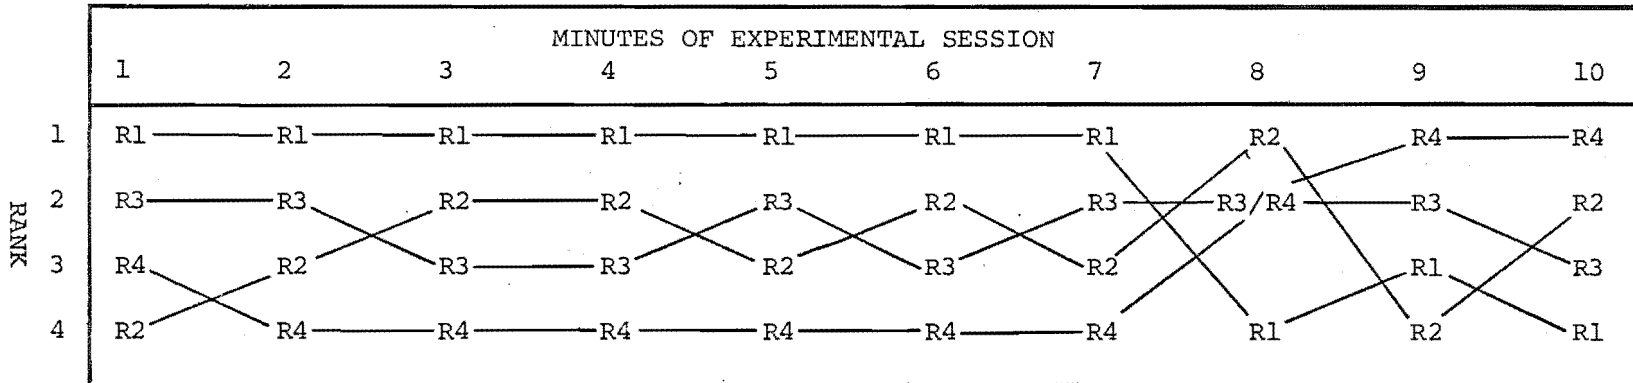 MINUTES OF EXPERIMENTAL SESSION
1 2 3 4 5 6 7 8 9 10
RANK
1 R1 R1 R1 R1 R1 R1 R1 R2 R4 R4
2 R3 R3 R2 R2 R3 R2 R3 R3/R4 R3 R2
3 R4 R2 R3 R3 R2 R3 R2 R1 R3
4 R2 R4 R4 R4 R4 R4 R4 R1 R2 R1